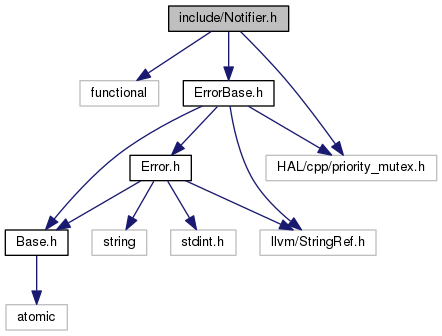 include/Notifier.h
functional
ErrorBase.h
Error.h
HAL/cpp/priority_mutex.h
Base.h
string
stdint.h
llvm/StringRef.h
atomic